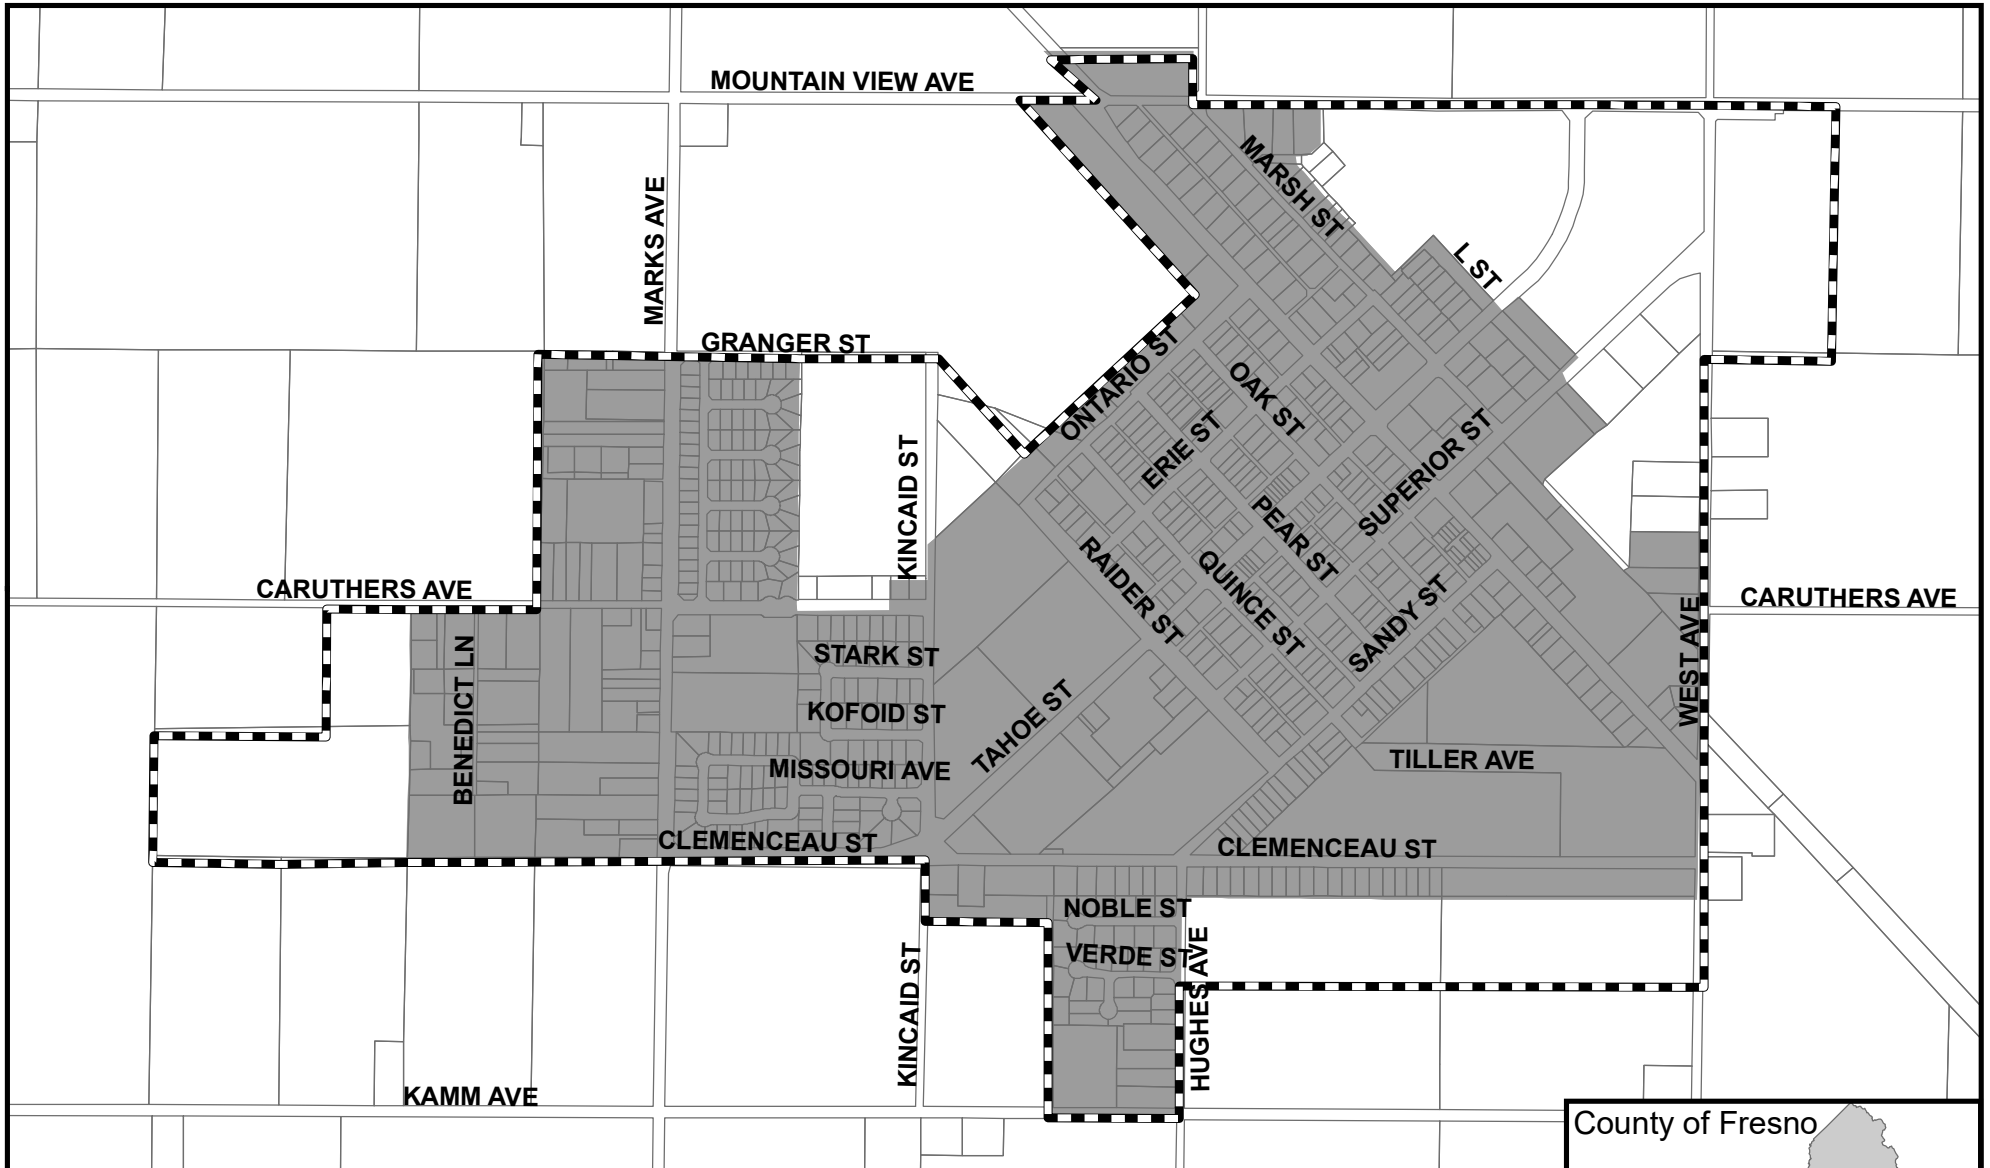 MOUNTAIN VIEW AVE
MARSH ST
MARKS AVE
L ST
GRANGER ST
ONTARIO ST
OAK ST
ERIE ST
SUPERIOR ST
KINCAID ST
PEAR ST
CARUTHERS AVE
RAIDER ST
QUINCE ST
SANDY ST
CARUTHERS AVE
WEST AVE
BENEDICT LN
STARK ST
KOFOID ST
TAHOE ST
MISSOURI AVE
TILLER AVE
CLEMENCEAU ST
CLEMENCEAU ST
NOBLE ST
VERDE ST
HUGHES AVE
KINCAID ST
KAMM AVE
County of Fresno